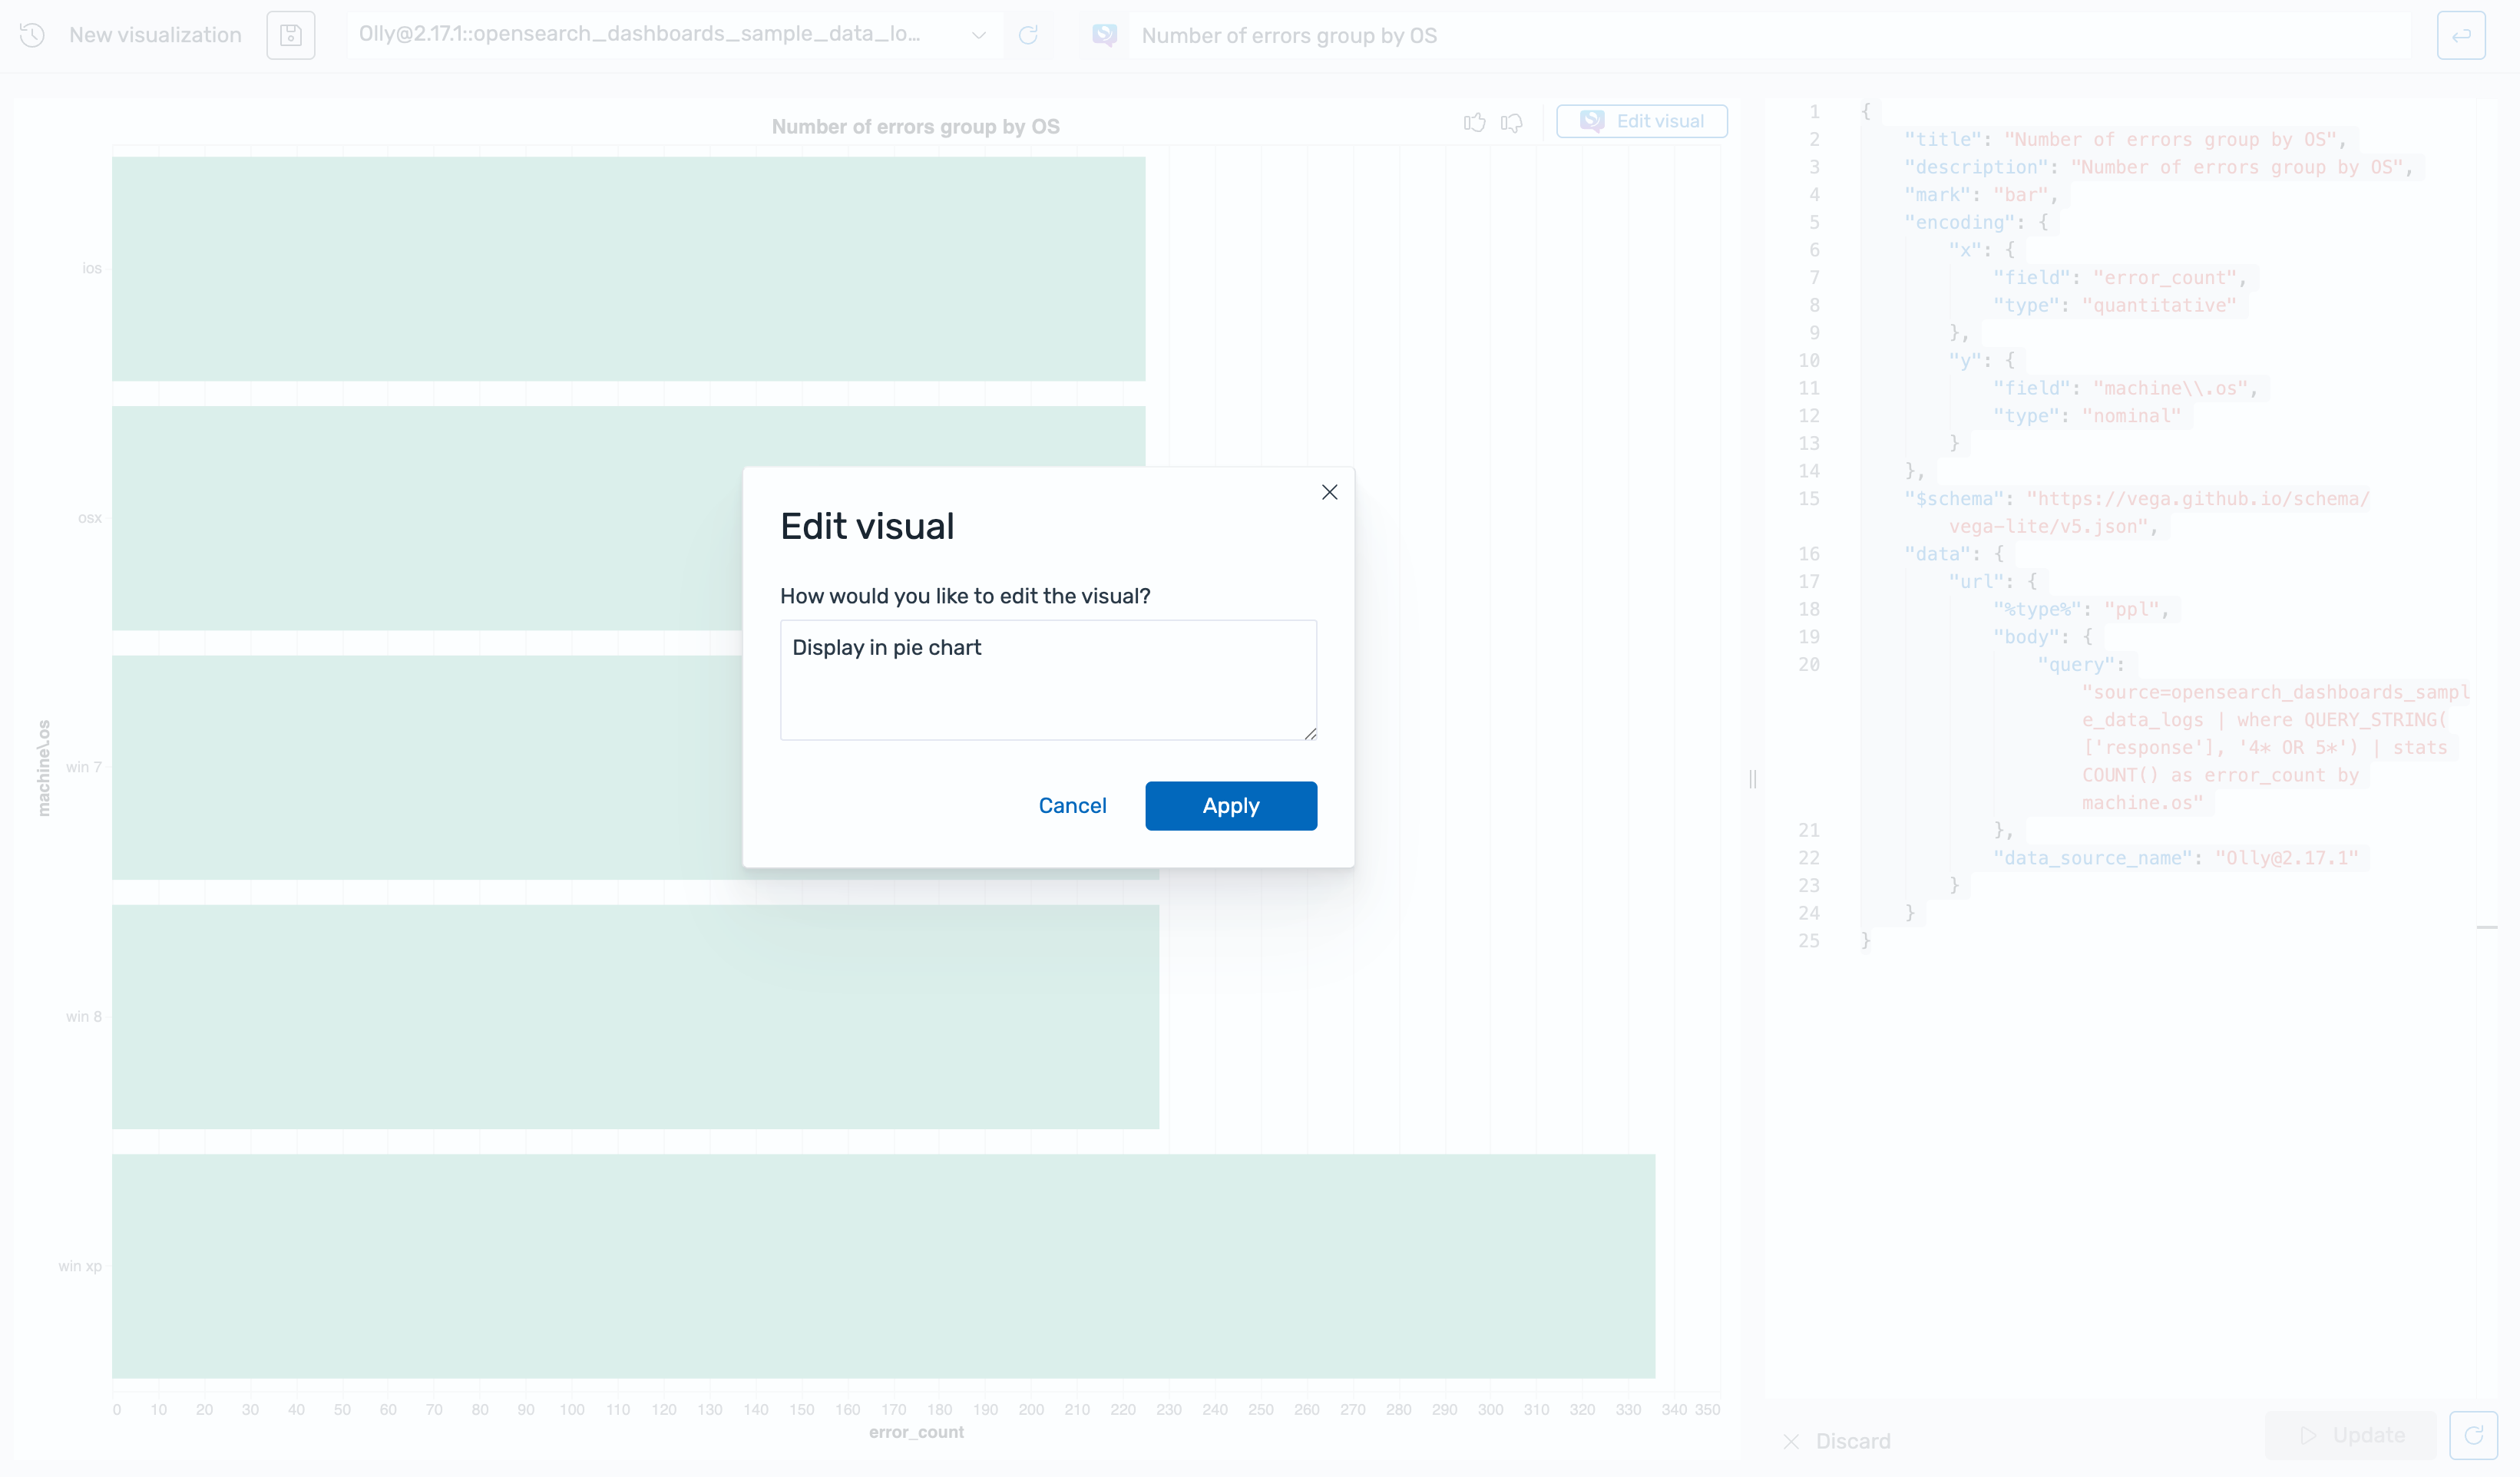 New visualization
Olly@2.17.1::opensearch_dashboards_sample_data_lo...
Number of errors group by OS
Number of errors group by OS
Edit visual
ios
osx
win 7
win 8
win xp
machine\os
0 10 20 30 40 50 60 70 80 90 100 110 120 130 140 150 160 170 180 190 200 210 220 230 240 250 260 270 280 290 300 310 320 330 340 350
error_count
Edit visual
How would you like to edit the visual?
Display in pie chart
Cancel
Apply
1 {
2 "title": "Number of errors group by OS",
3 "description": "Number of errors group by OS",
4 "mark": "bar",
5 "encoding": {
6 "x": {
7 "field": "error_count",
8 "type": "quantitative"
9 },
10 "y": {
11 "field": "machine\\.os",
12 "type": "nominal"
13 }
14 },
15 "$schema": "https://vega.github.io/schema/
vega-lite/v5.json",
16 "data": {
17 "url": {
18 "%type%": "ppl",
19 "body": {
20 "query":
"source=opensearch_dashboards_sampl
e_data_logs | where QUERY_STRING(
['response'], '4* OR 5*') | stats
COUNT() as error_count by
machine.os"
21 },
22 "data_source_name": "Olly@2.17.1"
23 }
24 }
25 }
Discard
Update